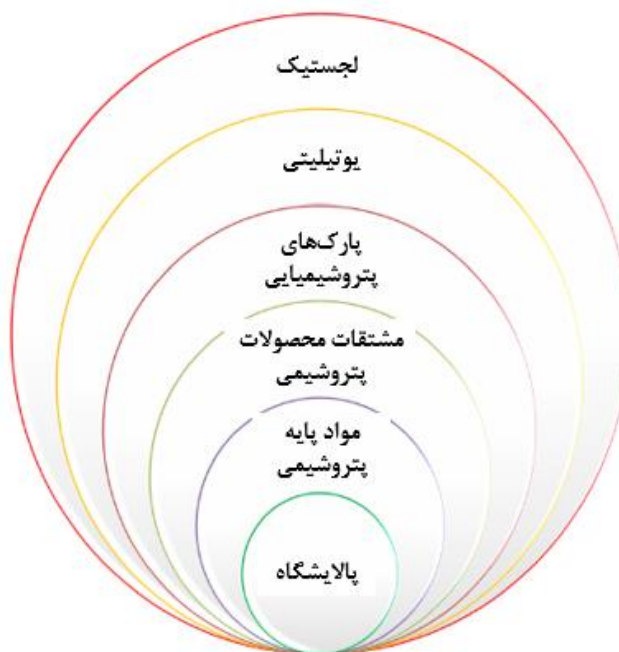 لجستیک
یوتیلیتی
پارک‌های
پتروشیمیایی
مشتقات محصولات
پتروشیمی
مواد پایه
پتروشیمی
پالایشگاه